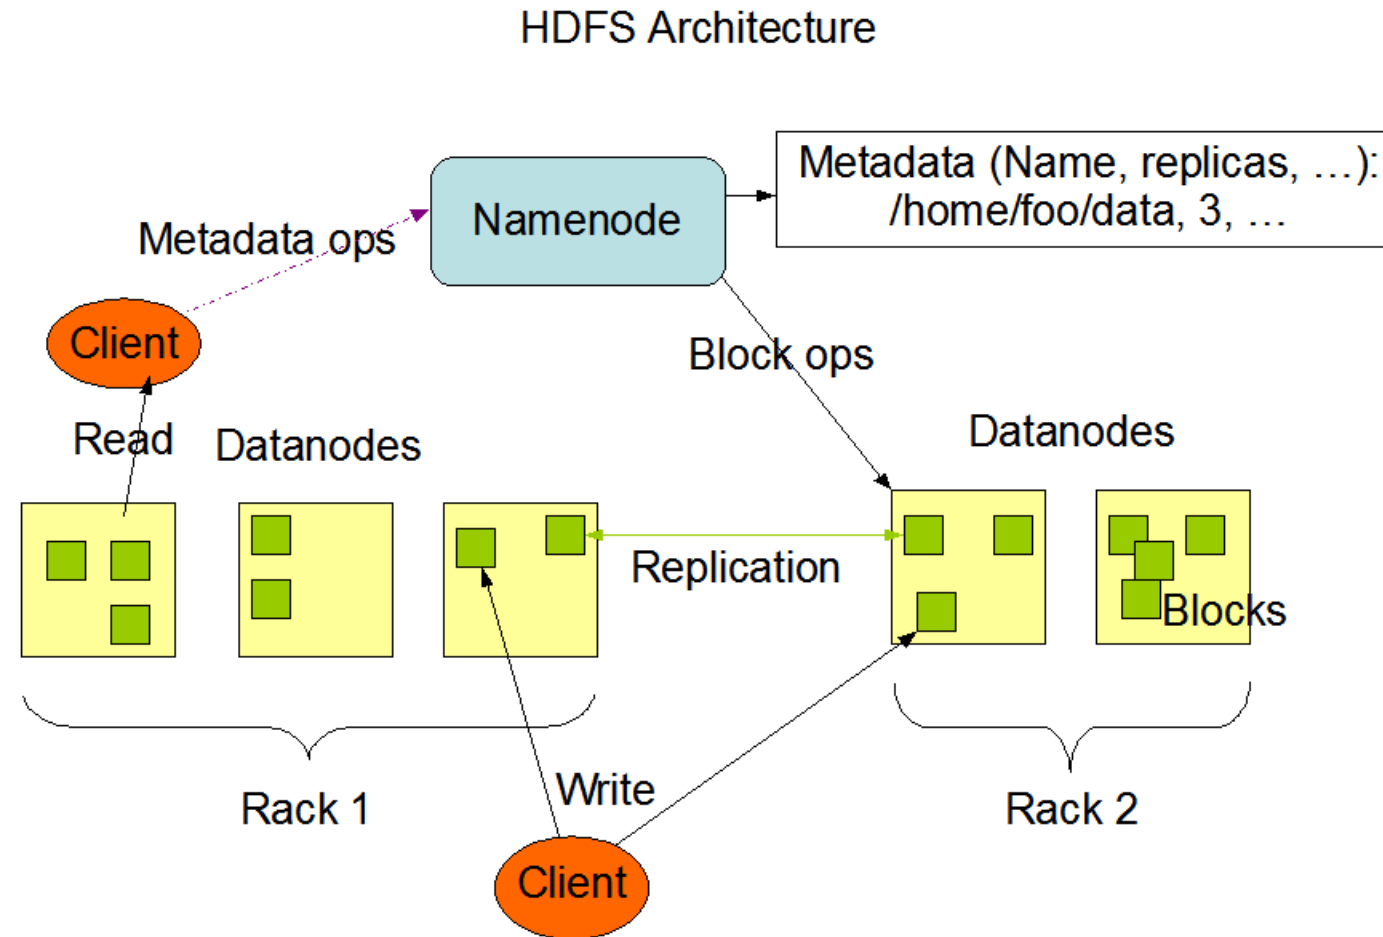 HDFS Architecture
Metadata (Name, replicas, …):
/home/foo/data, 3, …
Namenode
Metadata ops
Client
Block ops
Read
Datanodes
Datanodes
Replication
Blocks
Rack 1
Write
Rack 2
Client